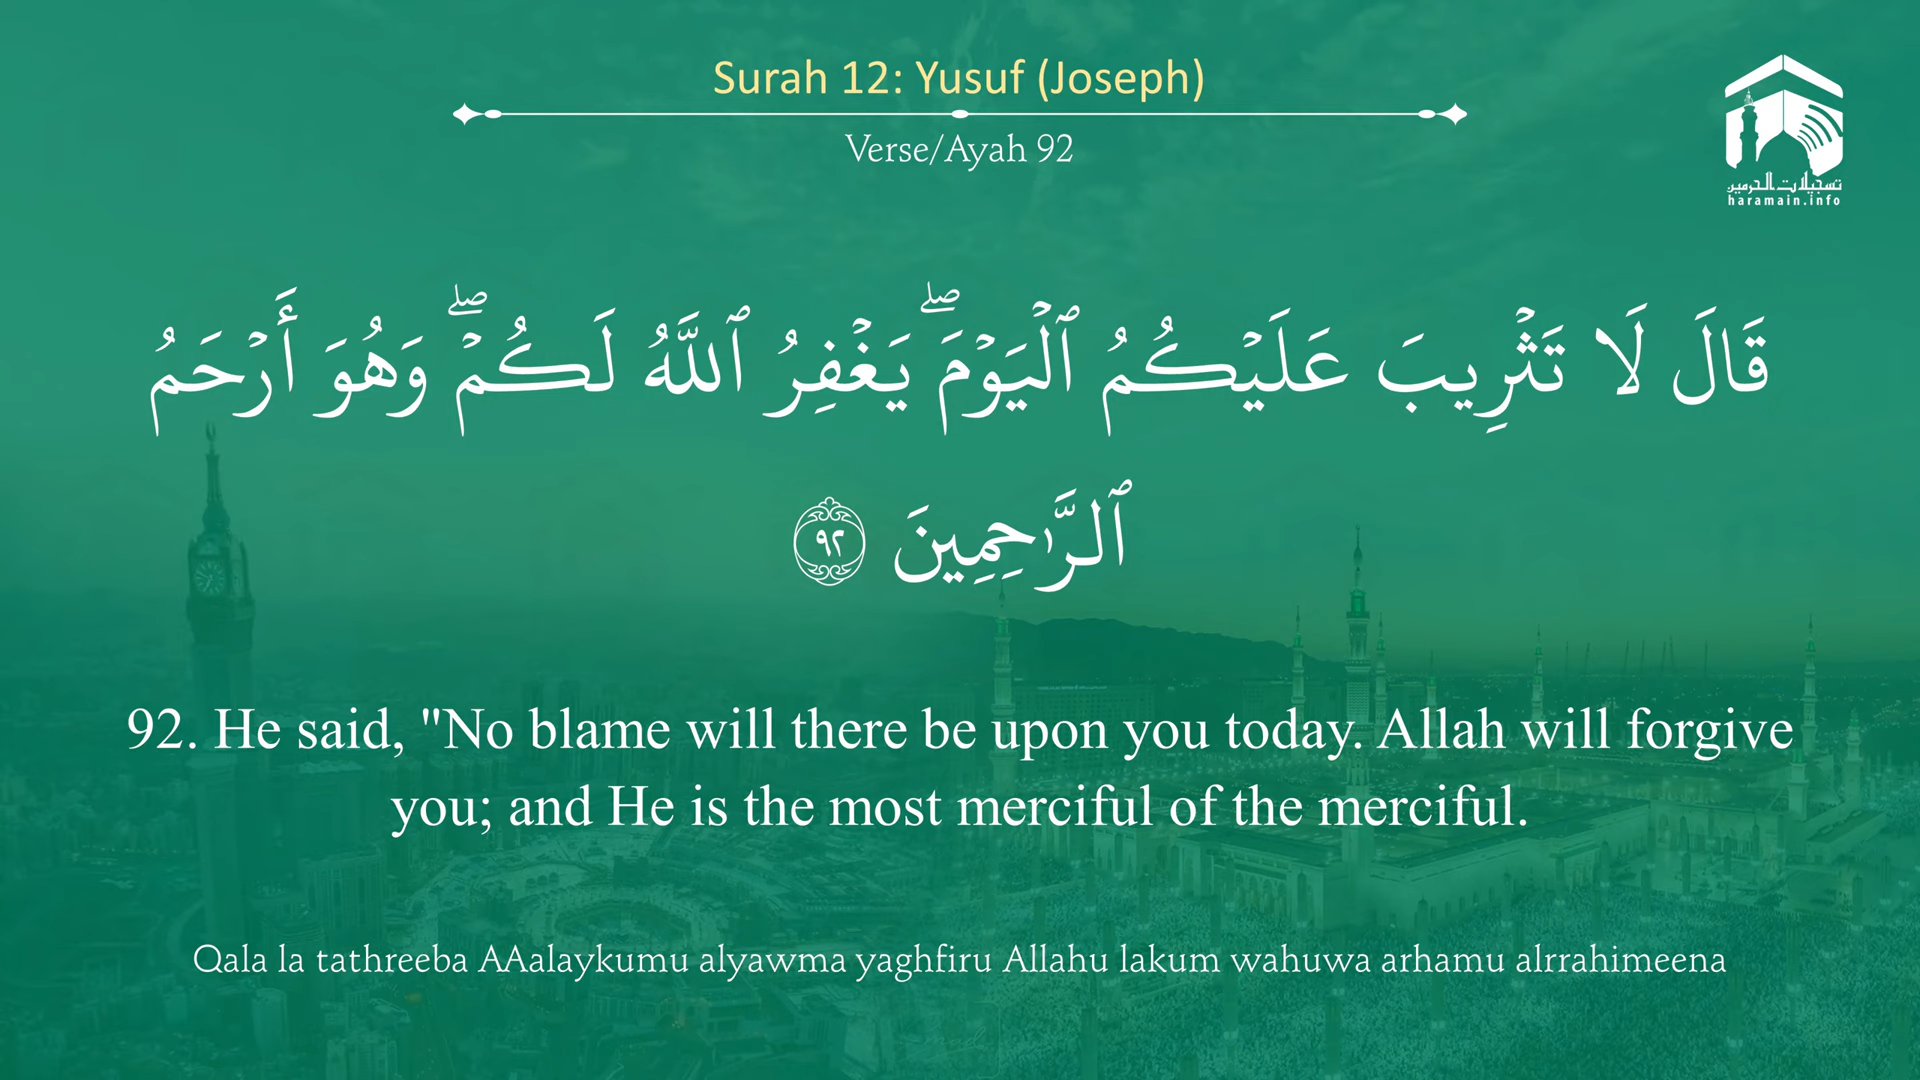 Surah 12: Yusuf (Joseph)
Verse/Ayah 92
تسجيلات الحرمين
haramain.info
قَالَ لَا تَثْرِيبَ عَلَيْكُمُ ٱلْيَوْمَ ۖ يَغْفِرُ ٱللَّهُ لَكُمْ ۖ وَهُوَ أَرْحَمُ
ٱلرَّٰحِمِينَ ٩٢
92. He said, "No blame will there be upon you today. Allah will forgive
you; and He is the most merciful of the merciful.
Qala la tathreeba AAalaykumu alyawma yaghfiru Allahu lakum wahuwa arhamu alrrahimeena